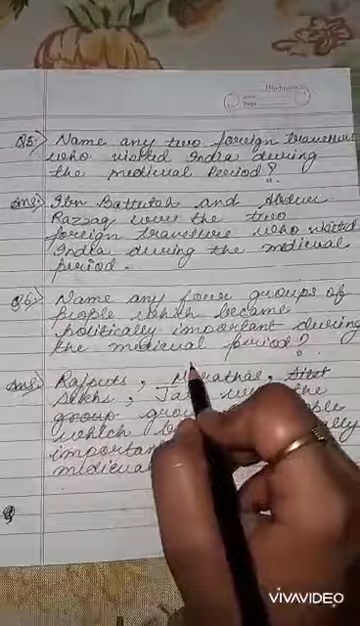 Q5) Name any two foreign travellers
who visited India during
the medieval Period?
Ans) Ibn Battutah and Abdur
Razzaq were the two
foreign travellers who visited
India during the medieval
period.
Q6) Name any four groups of
people which became
politically important during
the medieval period?
Ans) Rajputs, Marathas,
Sikhs, the
group
which
important
medieval
Q
VIVAVIDEO